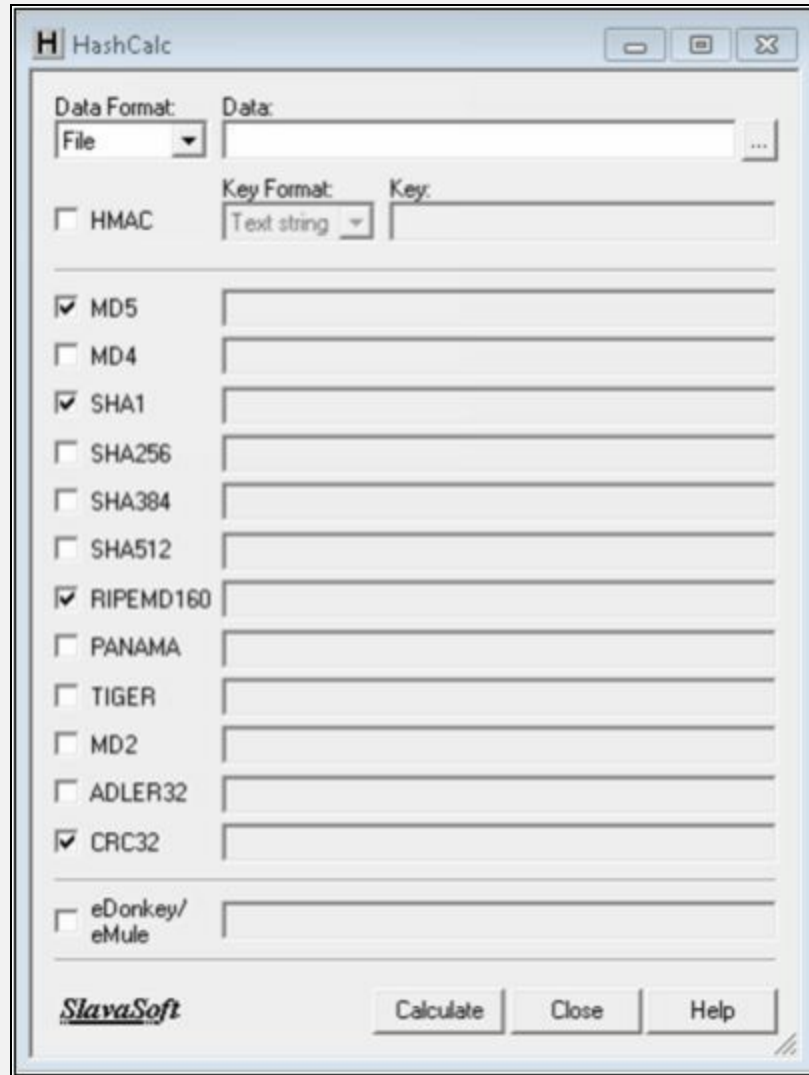 H HashCalc
Data Format: Data:
File ...
Key Format: Key:
HMAC Text string
MD5
MD4
SHA1
SHA256
SHA384
SHA512
RIPEMD160
PANAMA
TIGER
MD2
ADLER32
CRC32
eDonkey/
eMule
SlavaSoft Calculate Close Help